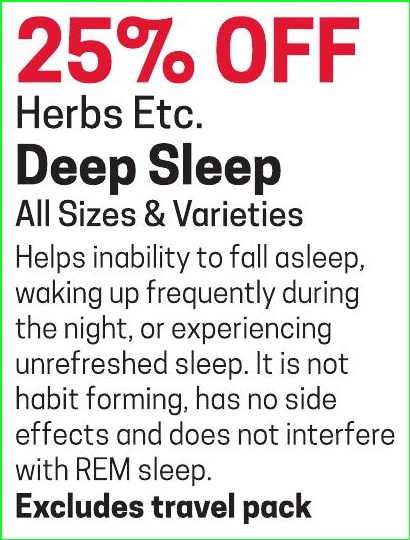 25% OFF
Herbs Etc.
Deep Sleep
All Sizes & Varieties
Helps inability to fall asleep,
waking up frequently during
the night, or experiencing
unrefreshed sleep. It is not
habit forming, has no side
effects and does not interfere
with REM sleep.
Excludes travel pack